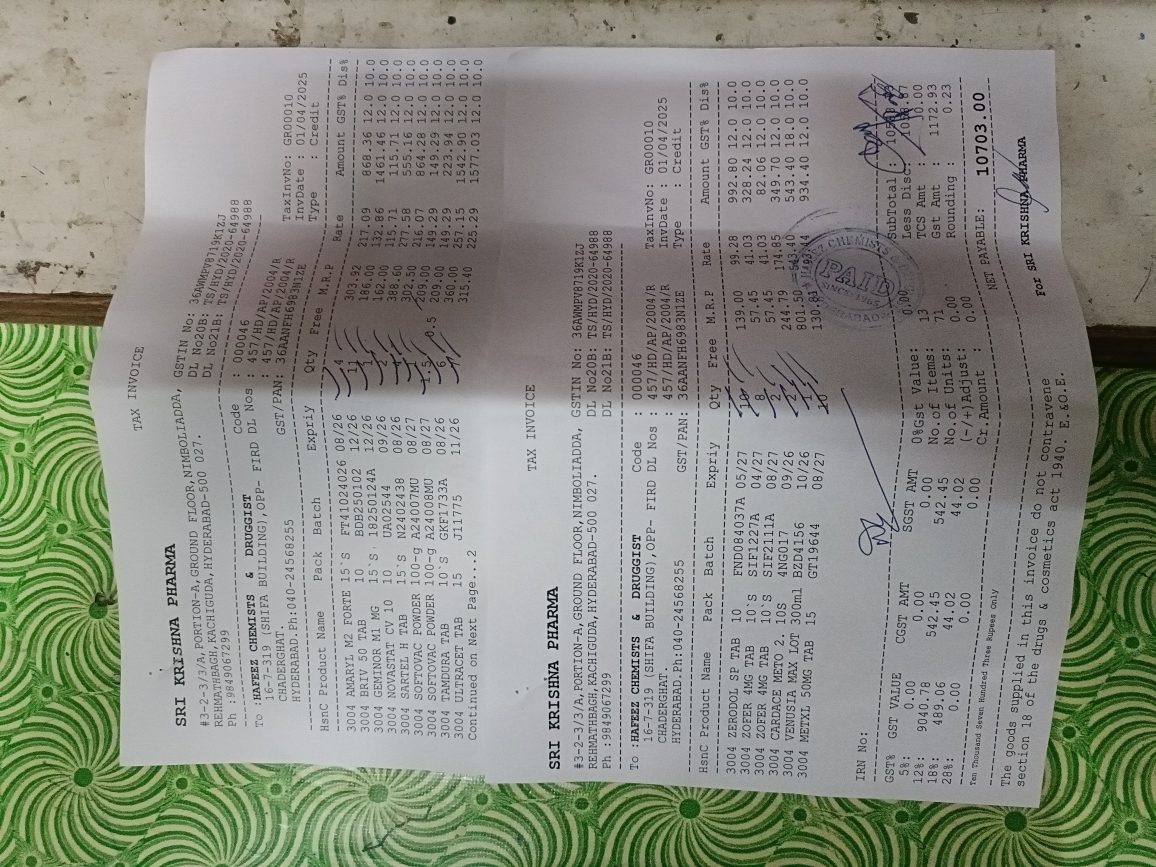 TAX INVOICE
SRI KRISHNA PHARMA
#3-2-3/3/A,PORTION-A,GROUND FLOOR,NIMBOLIADDA, GSTIN No: 36AWMPV8719K1ZJ
REHMATHBAGH,KACHIGUDA,HYDERABAD-500 027. DL No20B: TS/HYD/2020-64988
Ph :9849067299 DL No21B: TS/HYD/2020-64988
To :HAFEEZ CHEMISTS & DRUGGIST Code : 000046 TaxInvNo: GR00010
16-7-319 (SHIFA BUILDING),OPP- FIRD DL Nos : 457/HD/AP/2004/R InvDate : 01/04/2025
CHADERGHAT. : 457/HD/AP/2004/R Type : Credit
HYDERABAD.Ph:040-24568255 GST/PAN: 36AANFH6983N1ZE
HsnC Product Name Pack Batch Expriy Qty Free M.R.P Rate Amount GST% Dis%
3004 AMARYL M2 FORTE 15`S FT41024026 08/26 4 303.92 217.09 868.36 12.0 10.0
3004 BRIV 50 TAB 10 BDB250102 12/26 186.00 132.86 1461.46 12.0 10.0
3004 GEMINOR M1 MG 15`S 18250124A 12/26 1 162.00 115.71 115.71 12.0 10.0
3004 NOVASTAT CV 10 10 UA02544 09/26 2 388.60 277.58 555.16 12.0 10.0
3004 SARTEL H TAB 15`S N2402438 08/26 4 302.50 216.07 864.28 12.0 10.0
3004 SOFTOVAC POWDER 100-g A24007MU 08/27 1 209.00 149.29 149.29 12.0 10.0
3004 SOFTOVAC POWDER 100-g A24008MU 08/27 1.5 0.5 209.00 149.29 223.94 12.0 10.0
3004 TAMDURA TAB 10`S GKF1733A 08/26 6 360.00 257.15 1542.90 12.0 10.0
3004 ULTRACET TAB 15 J11775 11/26 315.40 225.29 1577.03 12.0 10.0
Continued on Next Page...2
TAX INVOICE
SRI KRISHNA PHARMA
#3-2-3/3/A,PORTION-A,GROUND FLOOR,NIMBOLIADDA, GSTIN No: 36AWMPV8719K1ZJ
REHMATHBAGH,KACHIGUDA,HYDERABAD-500 027. DL No20B: TS/HYD/2020-64988
Ph :9849067299 DL No21B: TS/HYD/2020-64988
To :HAFEEZ CHEMISTS & DRUGGIST Code : 000046 TaxInvNo: GR00010
16-7-319 (SHIFA BUILDING),OPP- FIRD DL Nos : 457/HD/AP/2004/R InvDate : 01/04/2025
CHADERGHAT. : 457/HD/AP/2004/R Type : Credit
HYDERABAD.Ph:040-24568255 GST/PAN: 36AANFH6983N1ZE
HsnC Product Name Pack Batch Expriy Qty Free M.R.P Rate Amount GST% Dis%
3004 ZERODOL SP TAB 10 FND084037A 05/27 10 139.00 99.28 992.80 12.0 10.0
3004 ZOFER 4MG TAB 10`S SIF1227A 04/27 8 57.45 41.03 328.24 12.0 10.0
3004 ZOFER 4MG TAB 10`S SIF2111A 08/27 2 57.45 41.03 82.06 12.0 10.0
3004 CARDACE METO 2. 10S 4NG017 09/26 2 244.79 174.85 349.70 12.0 10.0
3004 VENUSIA MAX LOT 300ml BZD4156 10/26 1 801.50 543.40 543.40 18.0 10.0
3004 METXL 50MG TAB 15 GT19644 08/27 10 934.40 12.0 10.0
HAFEEZ CHEMISTS
PAID
SINCE:1965
IRN No:
GST% GST VALUE CGST AMT SGST AMT 0%Gst Value: 0.00 SubTotal :
5%: 0.00 0.00 0.00 No.of Items: 13 Less Disc :
12%: 9040.78 542.45 542.45 No.of Units: 71 TCS Amt : 0.00
18%: 489.06 44.02 44.02 (-/+)Adjust: 0.00 Gst Amt : 1172.93
28%: 0.00 0.00 0.00 Cr.Amount : 0.00 Rounding : 0.23
Ten Thousand Seven Hundred Three Rupees Only NET PAYABLE: 10703.00
The goods supplied in this invoice do not contravene
section 18 of the drugs & cosmetics act 1940. E.&O.E.
For SRI KRISHNA PHARMA